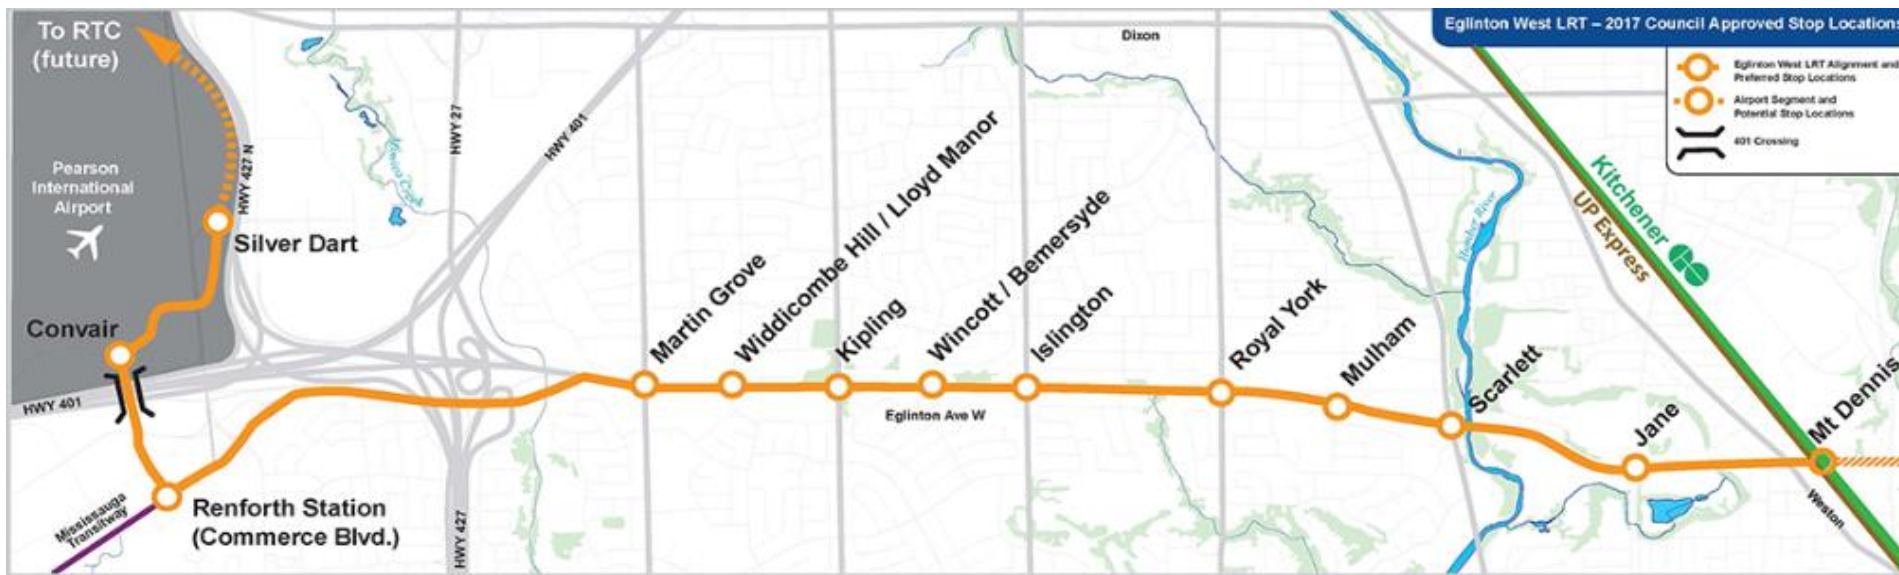 To RTC
(future)
Eglinton West LRT – 2017 Council Approved Stop Locations
Eglinton West LRT Alignment and
Preferred Stop Locations
Airport Segment and
Potential Stop Locations
401 Crossing
Dixon
HWY 27
HWY 401
HWY 427 N
Mimico Creek
Pearson
International
Airport
Silver Dart
Convair
HWY 401
Renforth Station
(Commerce Blvd.)
Mississauga
Transitway
HWY 427
Martin Grove
Widdicombe Hill / Lloyd Manor
Kipling
Wincott / Bemersyde
Islington
Eglinton Ave W
Royal York
Mulham
Scarlett
Humber River
Jane
Kitchener
UP Express
Mt Dennis
Weston